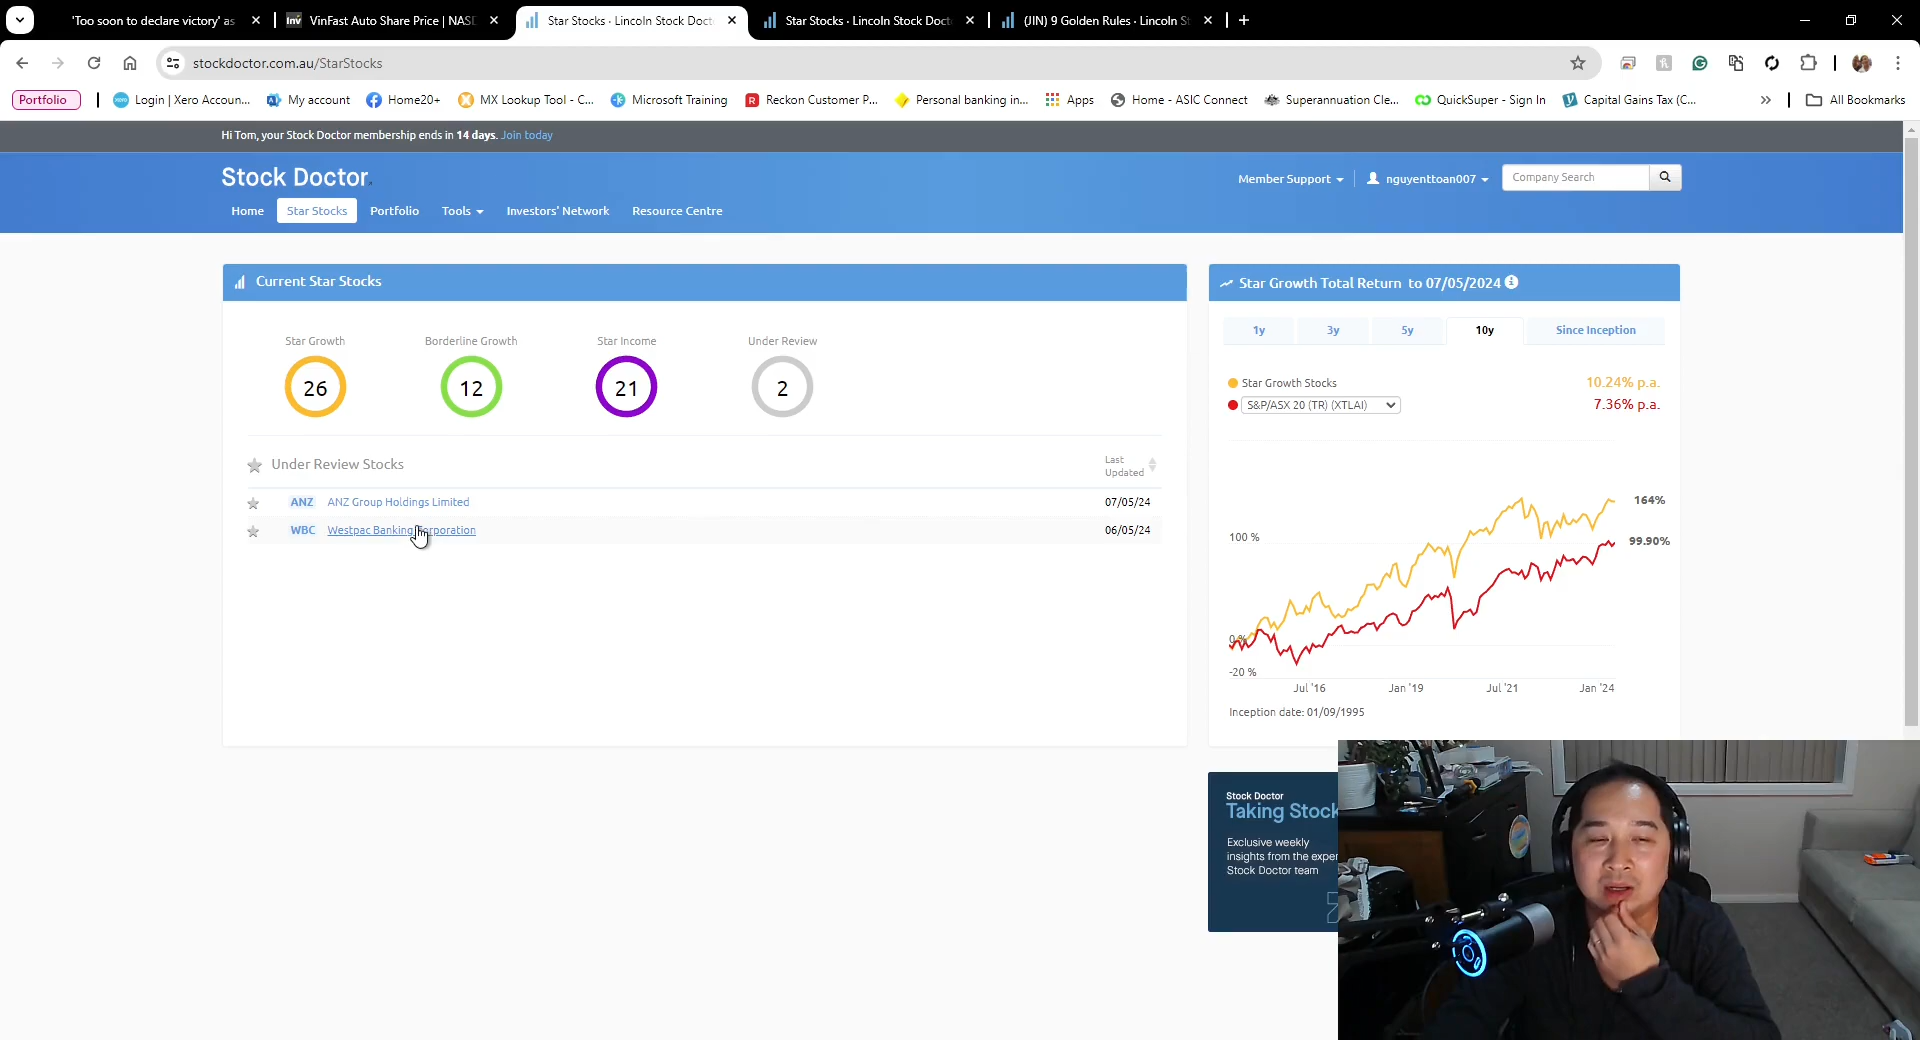 'Too soon to declare victory' as
VinFast Auto Share Price | NASD
Star Stocks · Lincoln Stock Docto
Star Stocks · Lincoln Stock Docto
(JIN) 9 Golden Rules · Lincoln St
stockdoctor.com.au/StarStocks
Portfolio
Login | Xero Accoun...
My account
Home20+
MX Lookup Tool - C...
Microsoft Training
Reckon Customer P...
Personal banking in...
Apps
Home - ASIC Connect
Superannuation Cle...
QuickSuper - Sign In
Capital Gains Tax (C...
All Bookmarks
Hi Tom, your Stock Doctor membership ends in 14 days. Join today
Stock Doctor
Member Support
nguyenttoan007
Company Search
Home
Star Stocks
Portfolio
Tools
Investors' Network
Resource Centre
Current Star Stocks
Star Growth
Borderline Growth
Star Income
Under Review
26
12
21
2
Under Review Stocks
Last
Updated
ANZ ANZ Group Holdings Limited 07/05/24
WBC Westpac Banking Corporation 06/05/24
Star Growth Total Return to 07/05/2024
1y
3y
5y
10y
Since Inception
Star Growth Stocks 10.24% p.a.
S&P/ASX 20 (TR) (XTLAI) 7.36% p.a.
164%
100 %
99.90%
0 %
-20 %
Jul '16
Jan '19
Jul '21
Jan '24
Inception date: 01/09/1995
Stock Doctor
Taking Stock
Exclusive weekly
insights from the exper
Stock Doctor team